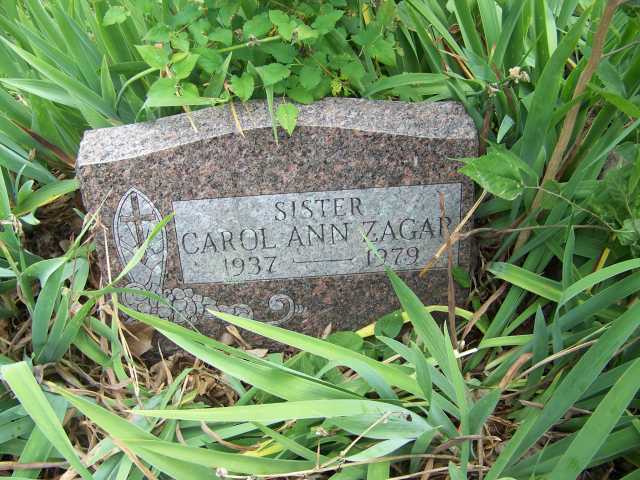 SISTER
CAROL ANN ZAGAR
1937 — 1979